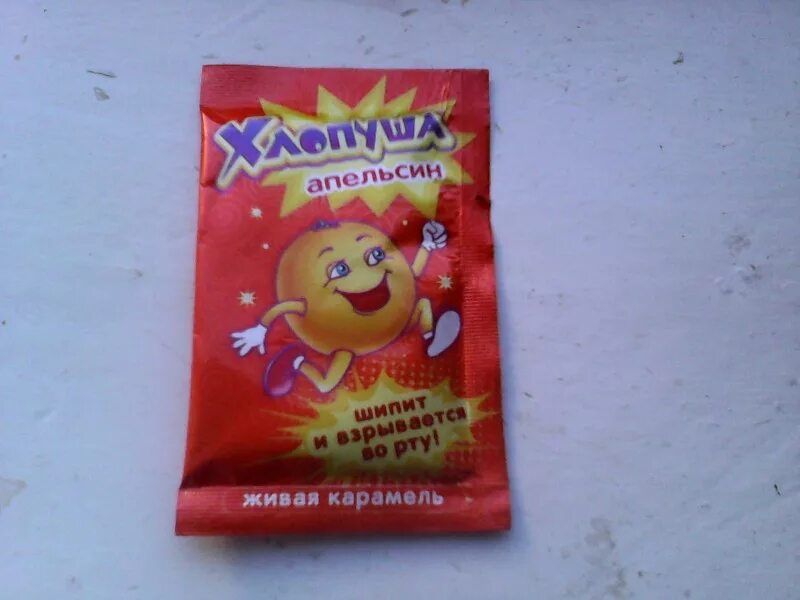 Хлопуша
апельсин
шипит
и взрывается
во рту!
живая карамель